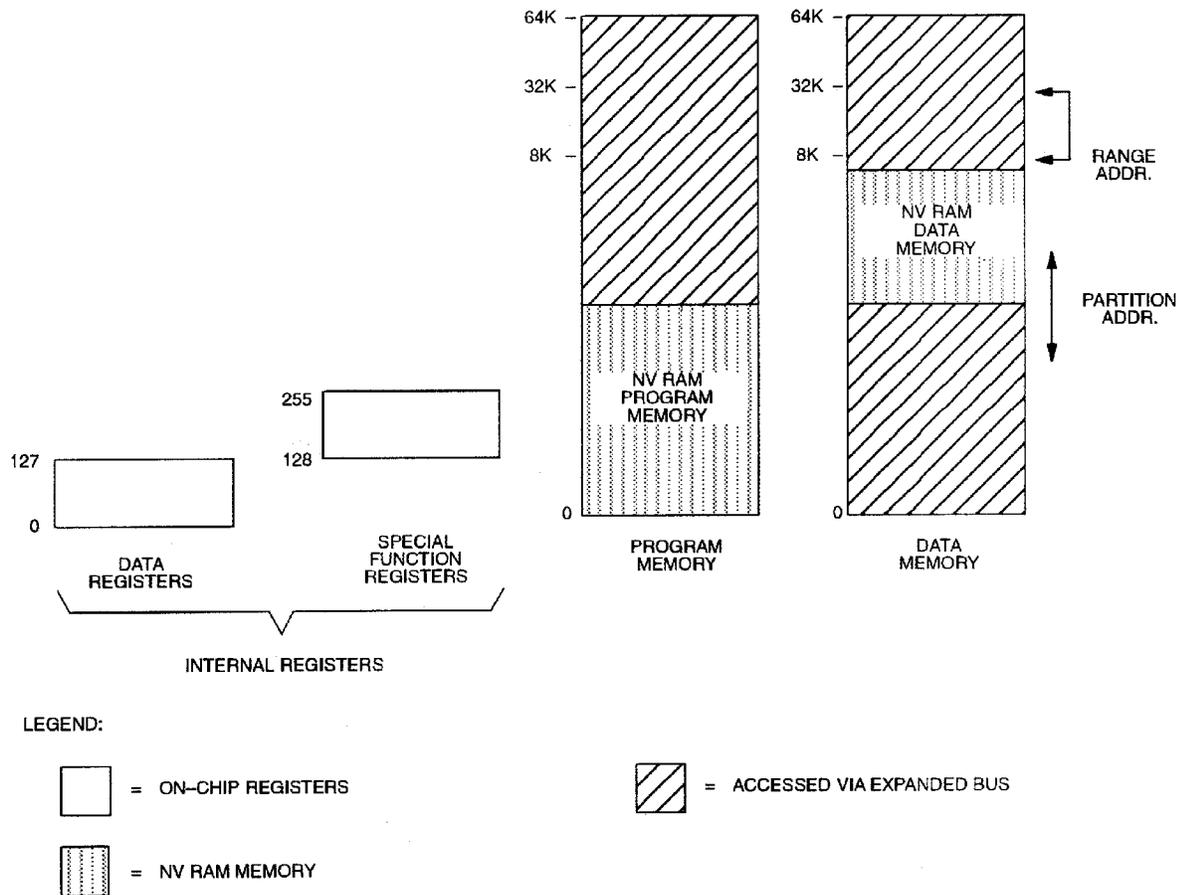 64K
32K
8K
0
NV RAM
PROGRAM
MEMORY
PROGRAM
MEMORY
64K
32K
8K
0
NV RAM
DATA
MEMORY
DATA
MEMORY
RANGE
ADDR.
PARTITION
ADDR.
127
0
DATA
REGISTERS
255
128
SPECIAL
FUNCTION
REGISTERS
INTERNAL REGISTERS
LEGEND:
= ON–CHIP REGISTERS
= ACCESSED VIA EXPANDED BUS
= NV RAM MEMORY